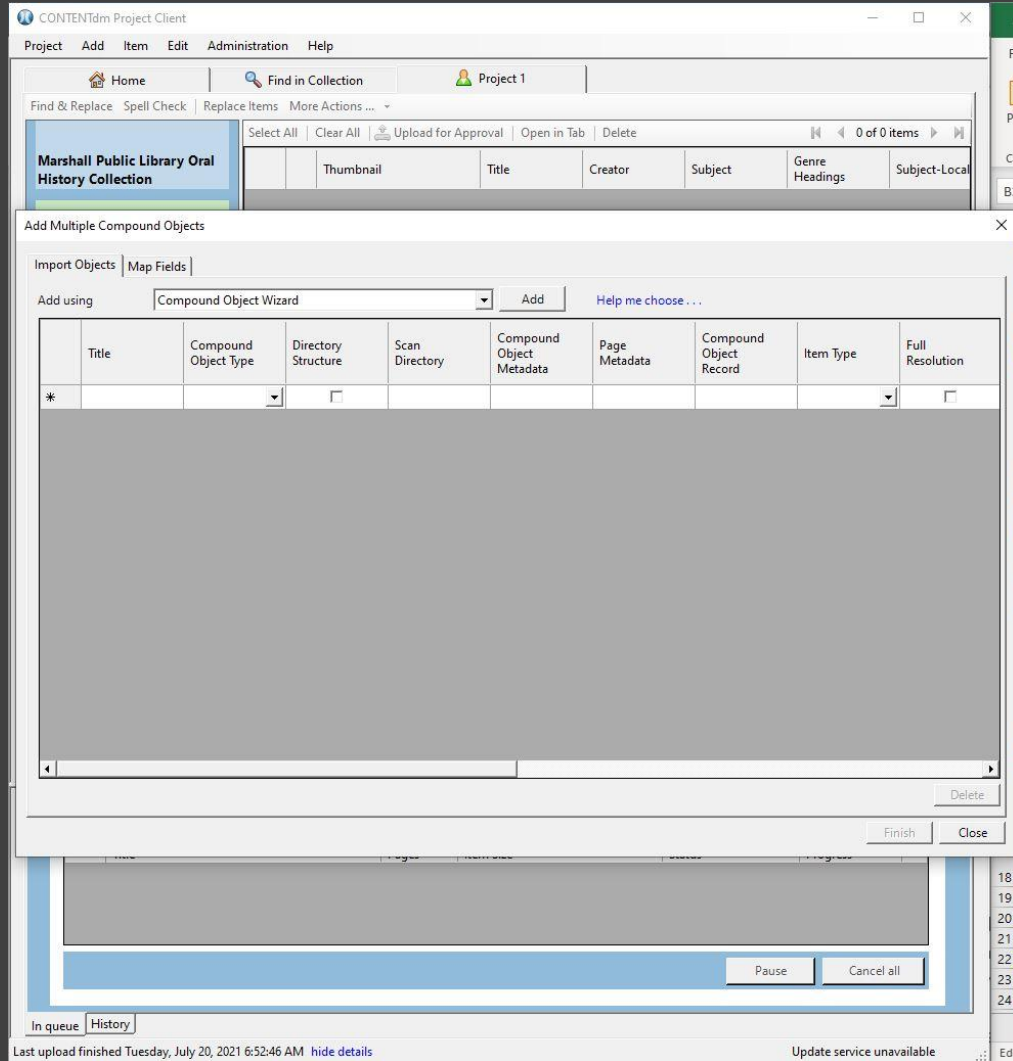 CONTENTdm Project Client
Project Add Item Edit Administration Help
Home Find in Collection Project 1
Find & Replace Spell Check Replace Items More Actions ...
Select All Clear All Upload for Approval Open in Tab Delete 0 of 0 items
Marshall Public Library Oral
History Collection
Thumbnail Title Creator Subject Genre Headings Subject-Local
Add Multiple Compound Objects
Import Objects Map Fields
Add using Compound Object Wizard Add Help me choose . . .
Title Compound Object Type Directory Structure Scan Directory Compound Object Metadata Page Metadata Compound Object Record Item Type Full Resolution
*
Delete
Finish Close
18
19
20
21
22
23
24
Pause Cancel all
In queue History
Last upload finished Tuesday, July 20, 2021 6:52:46 AM hide details Update service unavailable
Ed